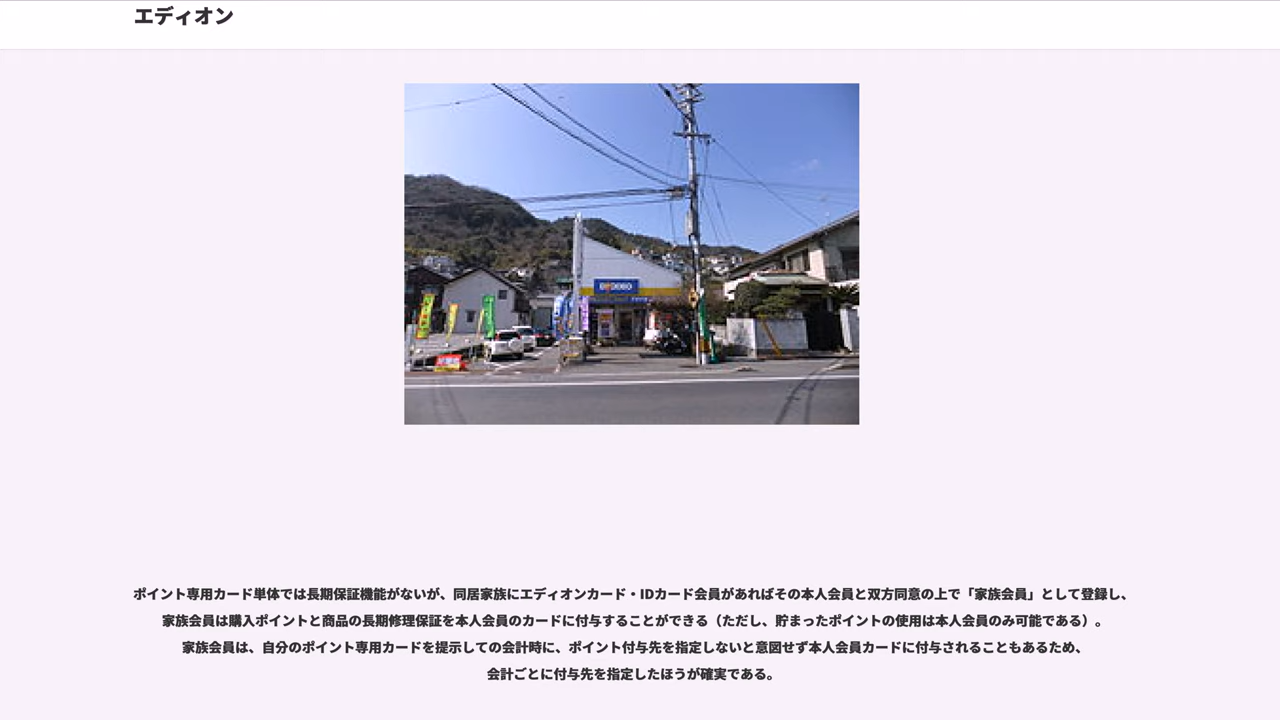 エディオン
ポイント専用カード単体では長期保証機能がないが、同居家族にエディオンカード・IDカード会員があればその本人会員と双方同意の上で「家族会員」として登録し、
家族会員は購入ポイントと商品の長期修理保証を本人会員のカードに付与することができる（ただし、貯まったポイントの使用は本人会員のみ可能である）。
家族会員は、自分のポイント専用カードを提示しての会計時に、ポイント付与先を指定しないと意図せず本人会員カードに付与されることもあるため、
会計ごとに付与先を指定したほうが確実である。